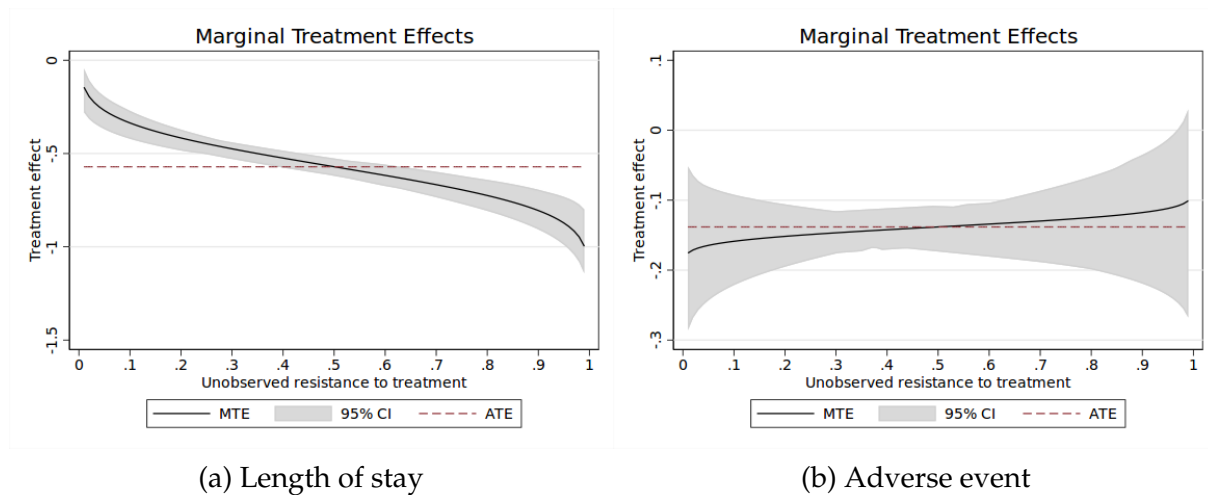 Marginal Treatment Effects
0
-.5
-1
-1.5
Treatment effect
0 .1 .2 .3 .4 .5 .6 .7 .8 .9 1
Unobserved resistance to treatment
MTE 95% CI ATE
(a) Length of stay
Marginal Treatment Effects
.1
0
-.1
-.2
-.3
Treatment effect
0 .1 .2 .3 .4 .5 .6 .7 .8 .9 1
Unobserved resistance to treatment
MTE 95% CI ATE
(b) Adverse event